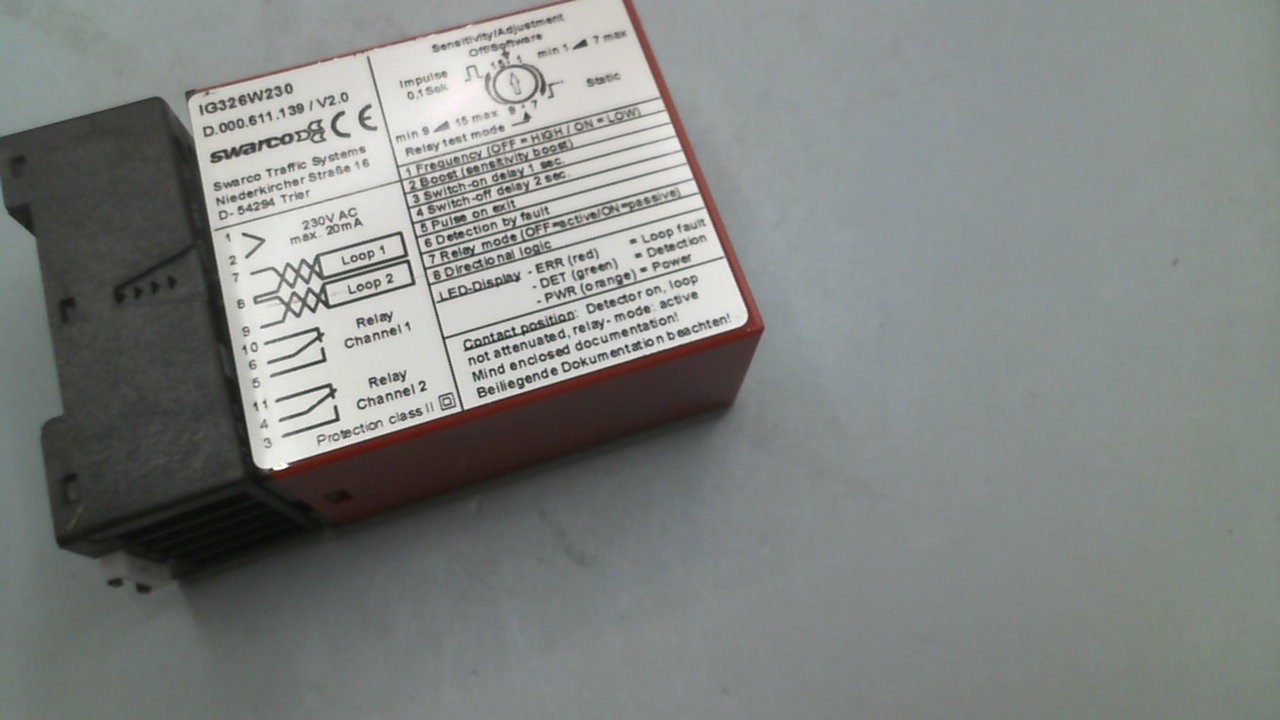 IG326W230
D.000.611.139 / V2.0
swarco CE
Swarco Traffic Systems
Niederkircher Straße 16
D- 54294 Trier
230V AC
max. 20mA
1
2
7
Loop 1
8
Loop 2
9
10
6
5
Relay
Channel 1
11
4
3
Relay
Channel 2
Protection class II
Sensitivity/Adjustment
Off/Software
min 1 7 max
Impulse
0,1Sek
15 1
Static
9 7
min 9 15 max
Relay test mode
1 Frequency (OFF = HIGH / ON = LOW)
2 Boost (sensitivity boost)
3 Switch-on delay 1 sec.
4 Switch-off delay 2 sec.
5 Pulse on exit
6 Detection by fault
7 Relay mode (OFF=active/ON=passive)
8 Directional logic
LED-Display - ERR (red) = Loop fault
- DET (green) = Detection
- PWR (orange) = Power
Contact position: Detector on, loop
not attenuated, relay- mode: active
Mind enclosed documentation!
Beiliegende Dokumentation beachten!